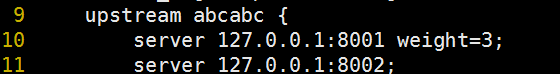 9 upstream abcabc {
10 server 127.0.0.1:8001 weight=3;
11 server 127.0.0.1:8002;